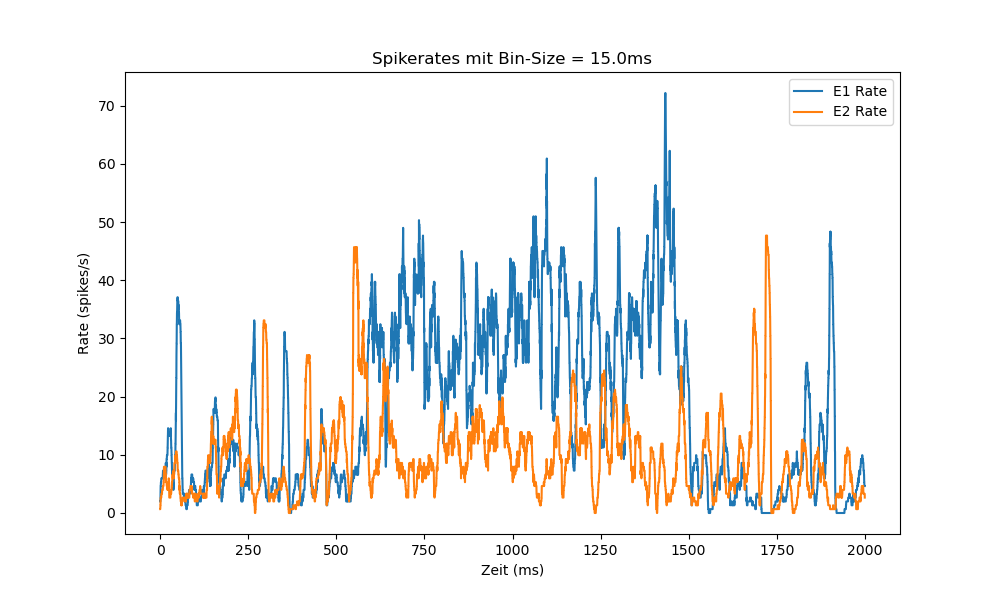 Spikerates mit Bin-Size = 15.0ms
E1 Rate
E2 Rate
Rate (spikes/s)
70
60
50
40
30
20
10
0
0 250 500 750 1000 1250 1500 1750 2000
Zeit (ms)